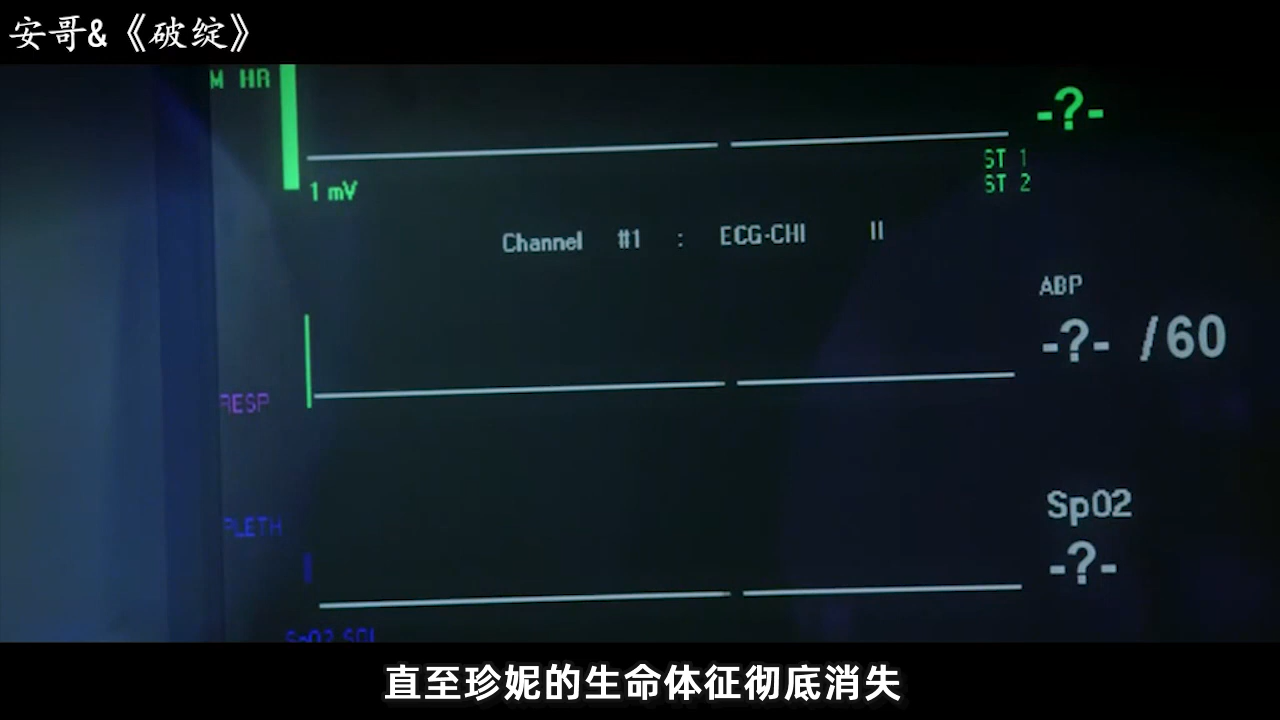 安哥&《破绽》
M HR
-?-
1 mV
ST 1
ST 2
Channel #1 : ECG-CHI II
ABP
-?- /60
RESP
Sp02
PLETH
-?-
直至珍妮的生命体征彻底消失